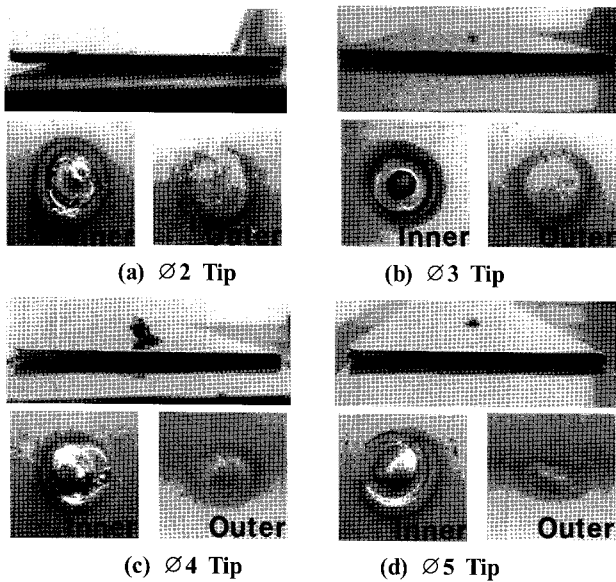 Inner
Outer
(a) ∅2 Tip
Inner
Outer
(b) ∅3 Tip
Inner
Outer
(c) ∅4 Tip
Inner
Outer
(d) ∅5 Tip